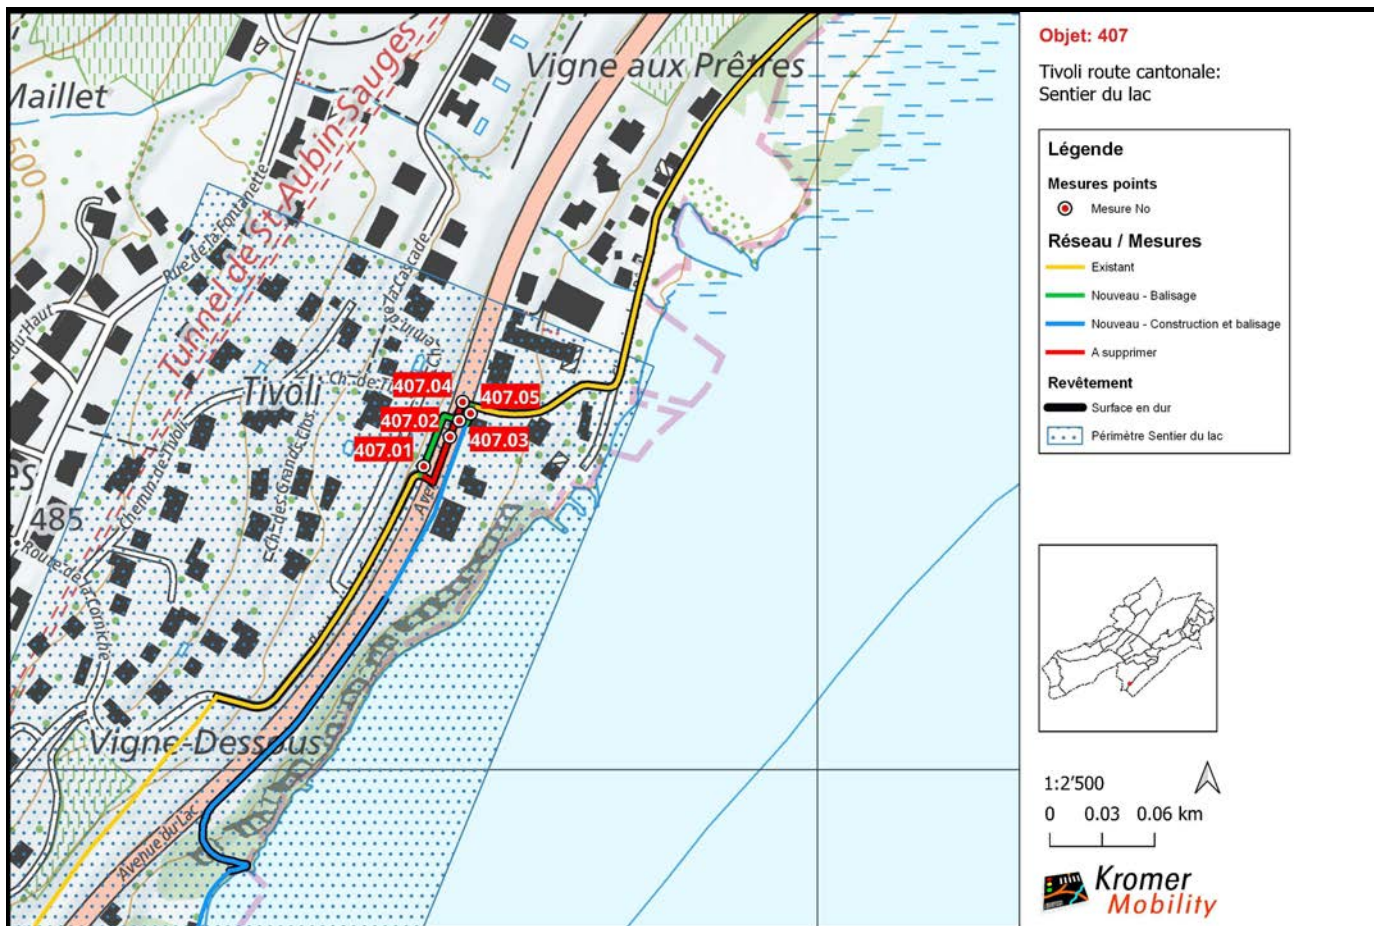 Maillet
Vigne aux Prêtres
500
Tunnel de St-Aubin-Sauges
Rue de la Fontanette
du Haut
Tivoli
Chemin de Tivoli
Ch. des Grands Clos
485
Route de la Corniche
Vigne-Dessous
Avenue du Lac
407.04
407.05
407.02
407.03
407.01
Objet: 407
Tivoli route cantonale:
Sentier du lac
Légende
Mesures points
Mesure No
Réseau / Mesures
Existant
Nouveau - Balisage
Nouveau - Construction et balisage
A supprimer
Revêtement
Surface en dur
Périmètre Sentier du lac
1:2'500
0 0.03 0.06 km
Kromer
Mobility